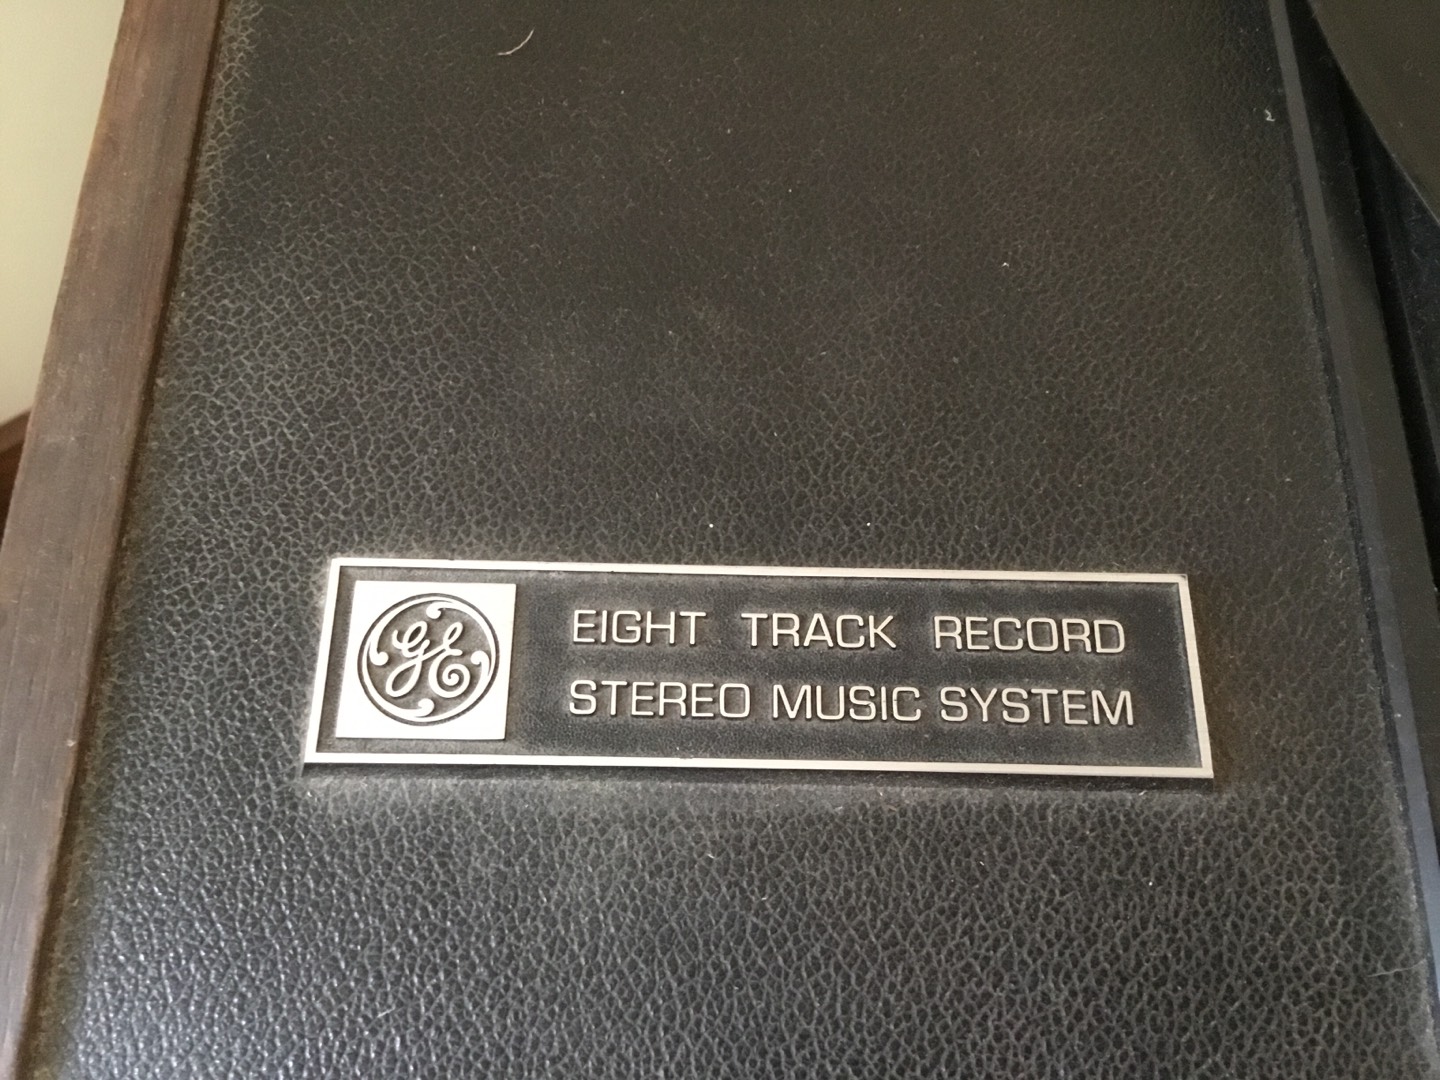 GE
EIGHT TRACK RECORD
STEREO MUSIC SYSTEM